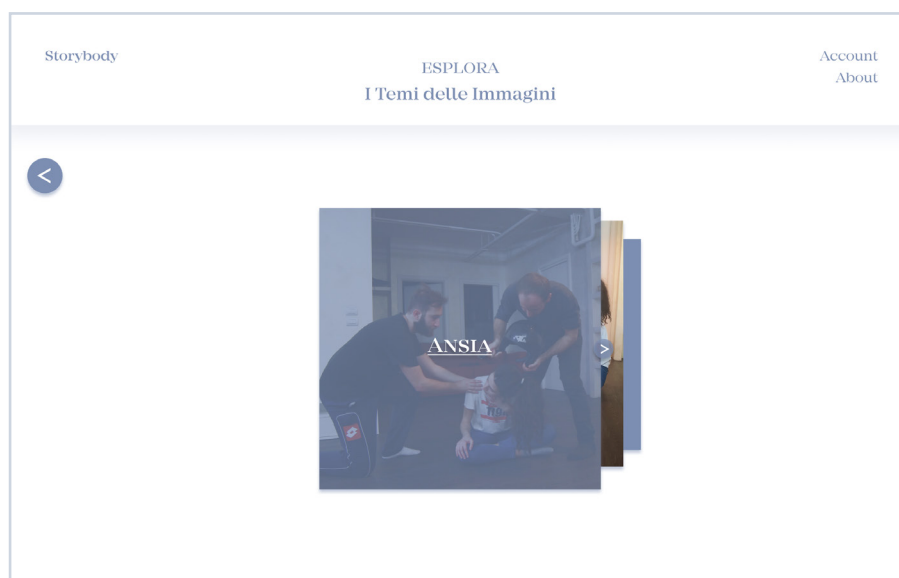 Storybody
ESPLORA
I Temi delle Immagini
Account
About
<
ANSIA
>